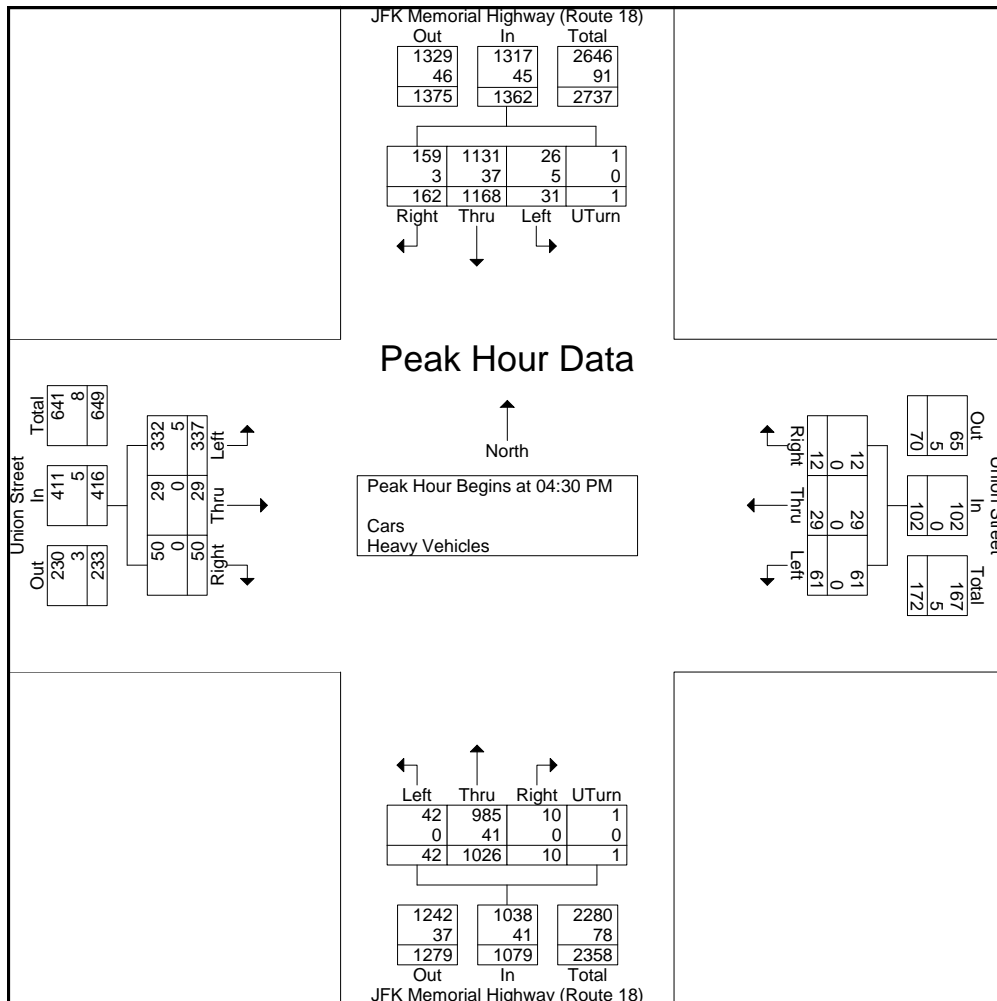 JFK Memorial Highway (Route 18)
Out In Total
1329 1317 2646
46 45 91
1375 1362 2737
159 1131 26 1
3 37 5 0
162 1168 31 1
Right Thru Left UTurn
Peak Hour Data
North
Peak Hour Begins at 04:30 PM
Cars
Heavy Vehicles
Union Street
Out In Total
230 411 641
3 5 8
233 416 649
332 29 50
5 0 0
337 29 50
Left Thru Right
Union Street
Out In Total
65 102 167
5 0 5
70 102 172
12 29 61
0 0 0
12 29 61
Right Thru Left
Left Thru Right UTurn
42 985 10 1
0 41 0 0
42 1026 10 1
1242 1038 2280
37 41 78
1279 1079 2358
Out In Total
JFK Memorial Highway (Route 18)